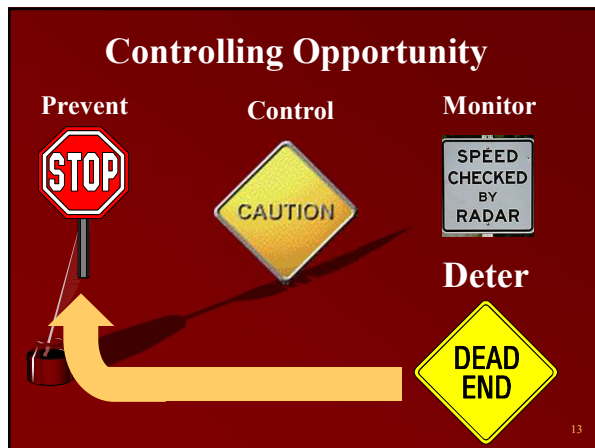 Controlling Opportunity
Prevent
Control
Monitor
STOP
CAUTION
SPEED
CHECKED
BY
RADAR
Deter
DEAD
END
13